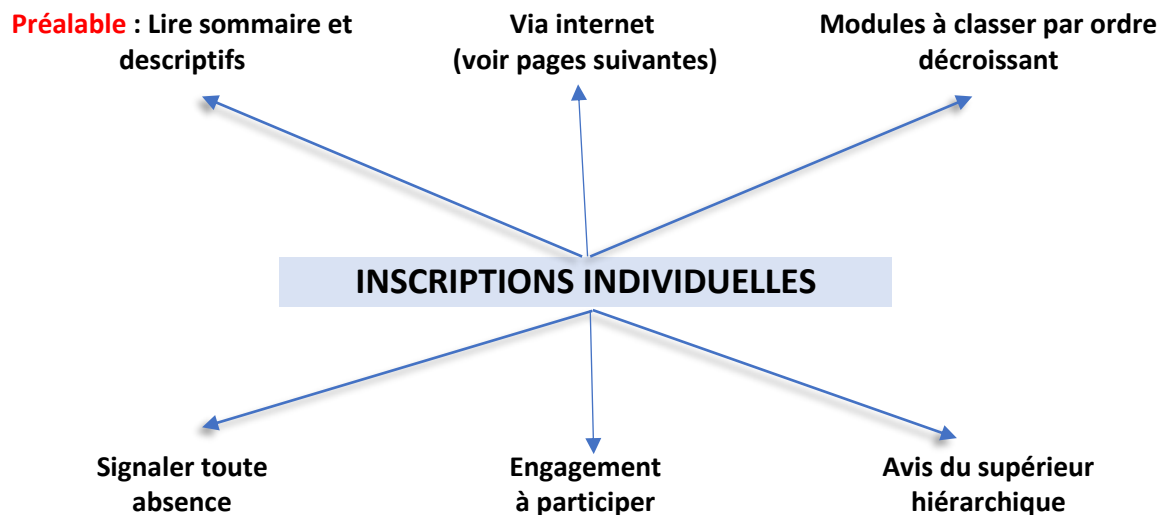 Préalable : Lire sommaire et
descriptifs
Via internet
(voir pages suivantes)
Modules à classer par ordre
décroissant
INSCRIPTIONS INDIVIDUELLES
Signaler toute
absence
Engagement
à participer
Avis du supérieur
hiérarchique